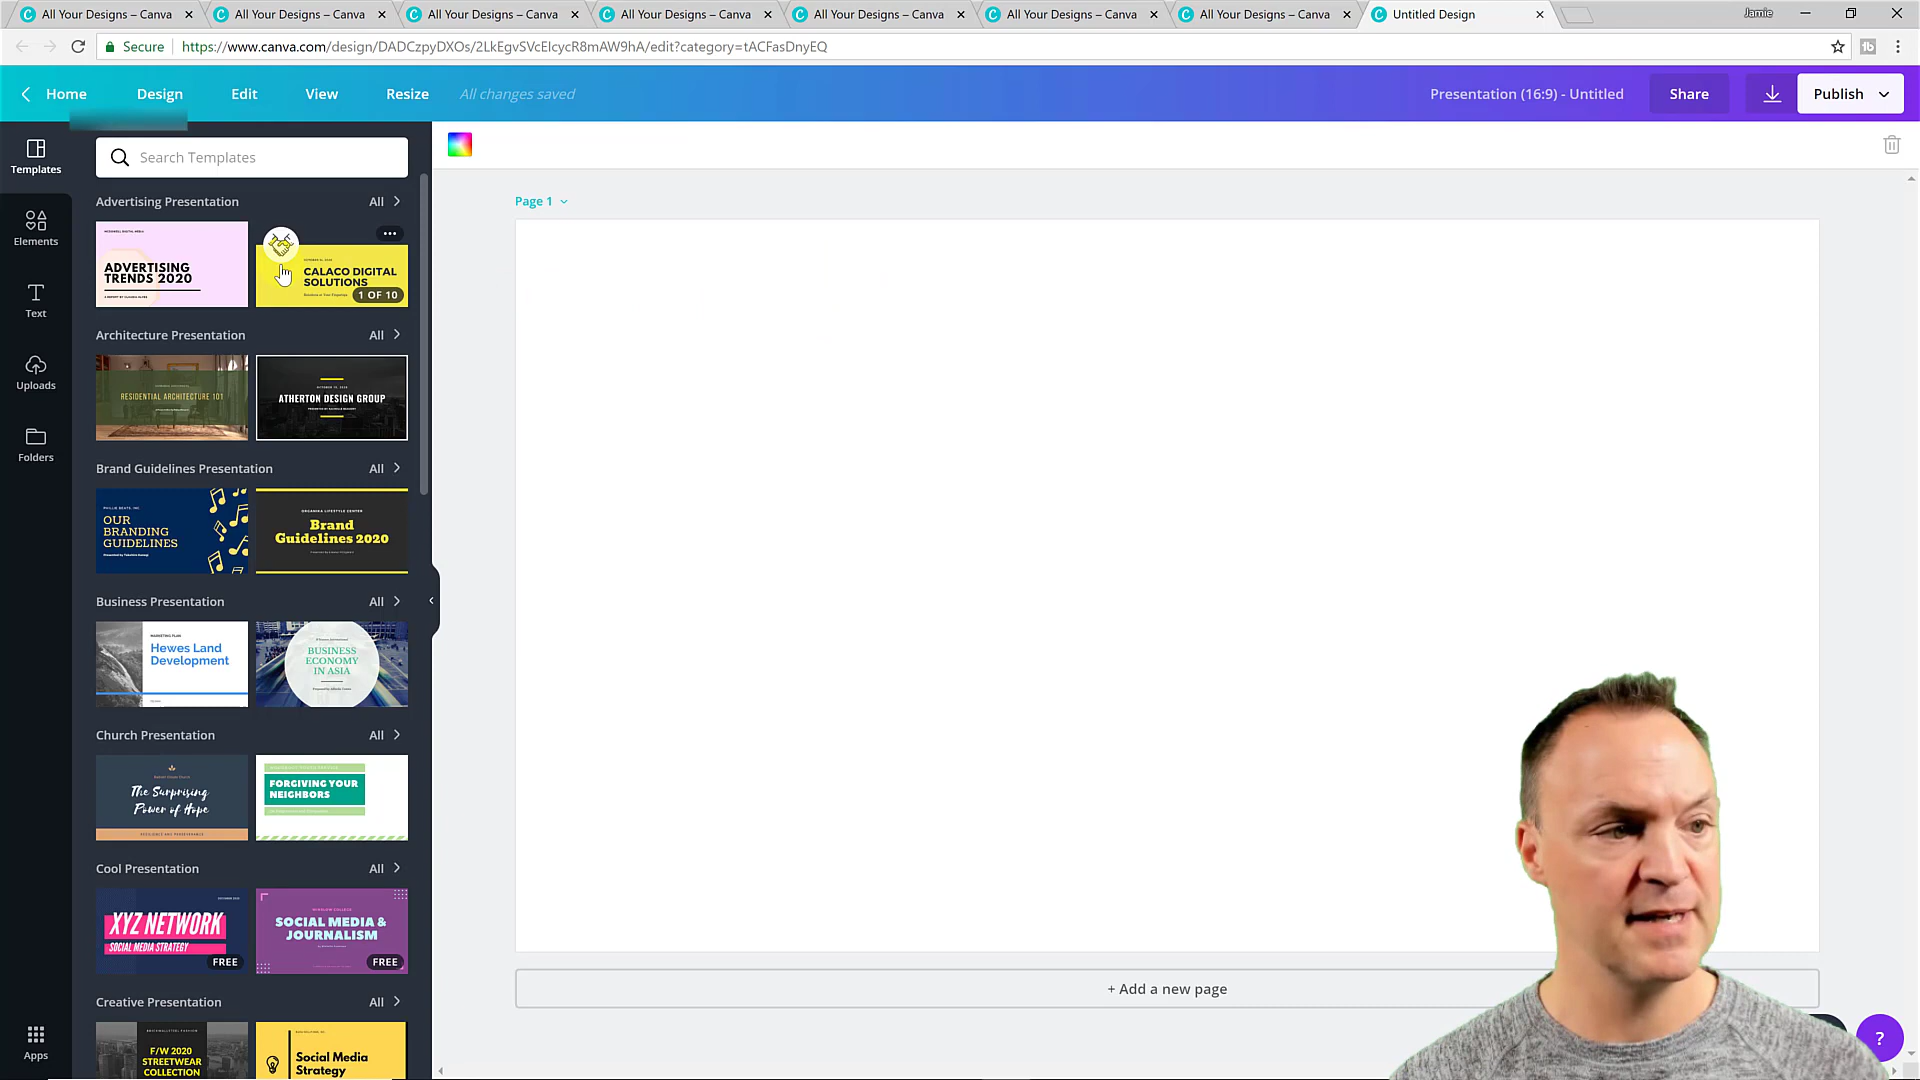 All Your Designs – Canva
All Your Designs – Canva
All Your Designs – Canva
All Your Designs – Canva
All Your Designs – Canva
All Your Designs – Canva
All Your Designs – Canva
Untitled Design
Jamie
Secure
https://www.canva.com/design/DADCzpyDXOs/2LkEgvSVcEIcycR8mAW9hA/edit?category=tACFasDnyEQ
Home
Design
Edit
View
Resize
All changes saved
Presentation (16:9) - Untitled
Share
Publish
Templates
Elements
Text
Uploads
Folders
Apps
Search Templates
Advertising Presentation
All
ADVERTISING
TRENDS 2020
CALACO DIGITAL
SOLUTIONS
1 OF 10
Architecture Presentation
All
RESIDENTIAL ARCHITECTURE 101
ATHERTON DESIGN GROUP
Brand Guidelines Presentation
All
OUR
BRANDING
GUIDELINES
Brand
Guidelines 2020
Business Presentation
All
MARKETING PLAN
Hewes Land
Development
BUSINESS
ECONOMY
IN ASIA
Church Presentation
All
The Surprising
Power of Hope
FORGIVING YOUR
NEIGHBORS
Cool Presentation
All
XYZ NETWORK
SOCIAL MEDIA STRATEGY
FREE
SOCIAL MEDIA &
JOURNALISM
FREE
Creative Presentation
All
F/W 2020
STREETWEAR
COLLECTION
Social Media
Strategy
Page 1
+ Add a new page
?